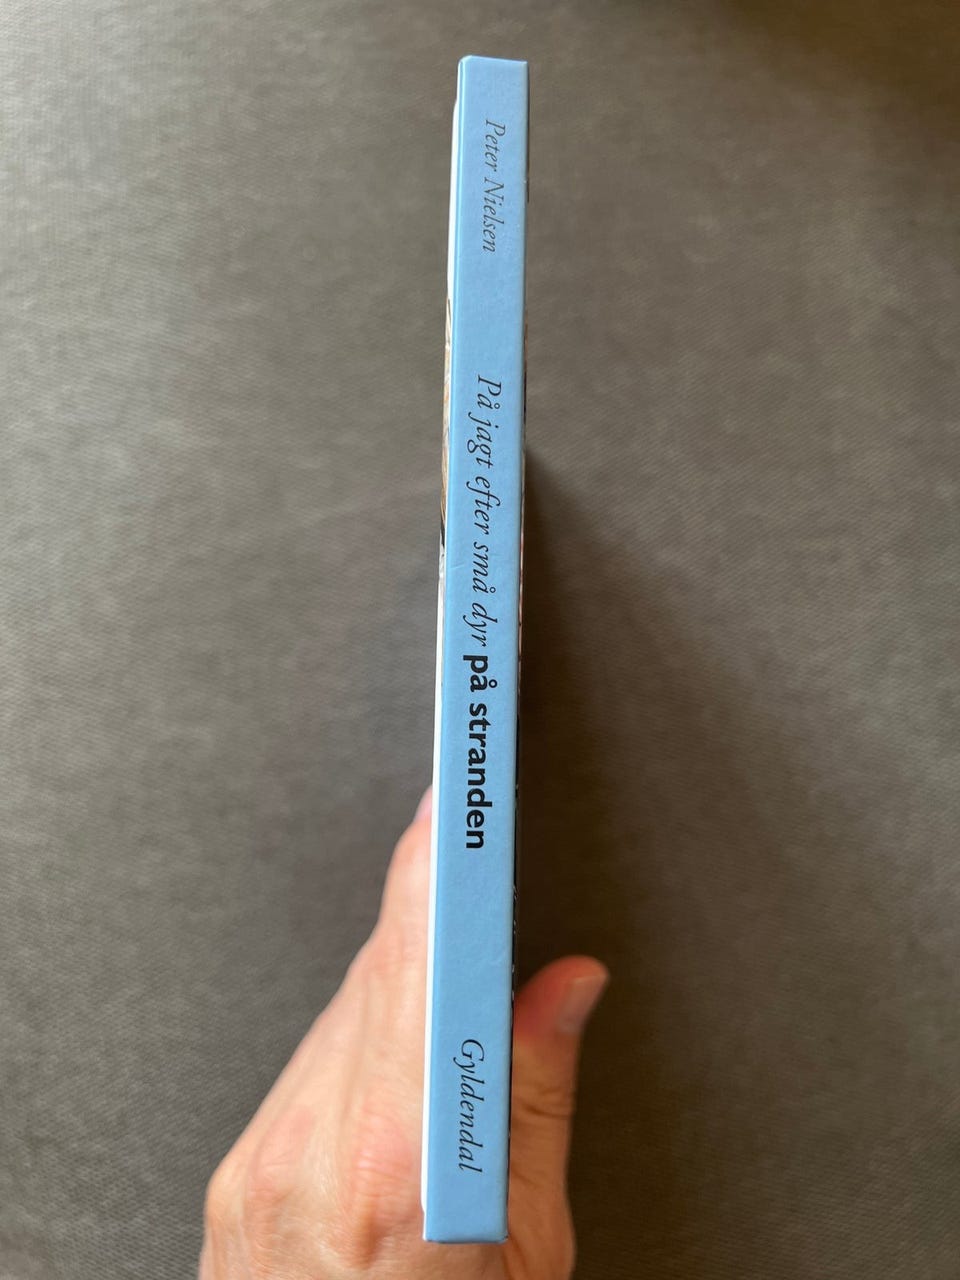 Peter Nielsen
På jagt efter små dyr på stranden
Gyldendal